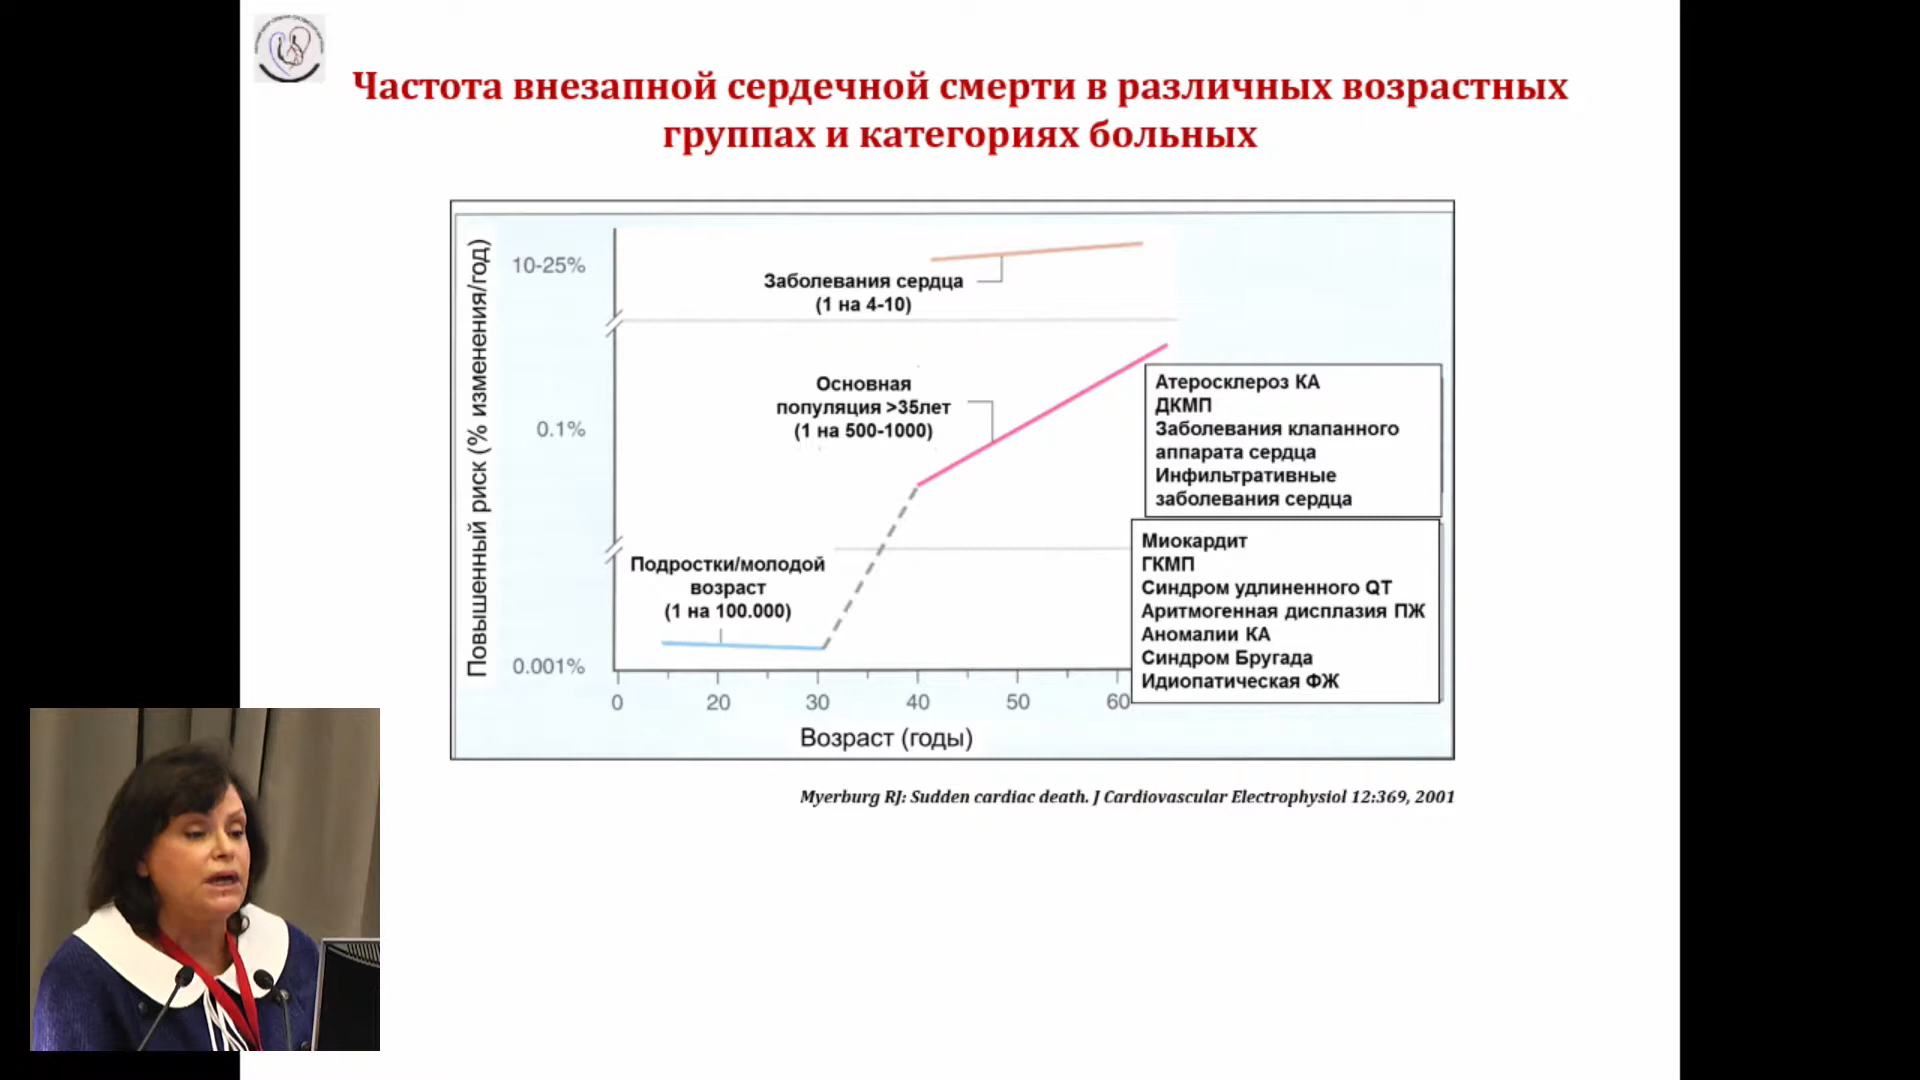 Частота внезапной сердечной смерти в различных возрастных
группах и категориях больных
Повышенный риск (% изменения/год)
10-25%
0.1%
0.001%
Заболевания сердца
(1 на 4-10)
Основная
популяция >35лет
(1 на 500-1000)
Подростки/молодой
возраст
(1 на 100.000)
Атеросклероз КА
ДКМП
Заболевания клапанного
аппарата сердца
Инфильтративные
заболевания сердца
Миокардит
ГКМП
Синдром удлиненного QT
Аритмогенная дисплазия ПЖ
Аномалии КА
Синдром Бругада
Идиопатическая ФЖ
0 20 30 40 50 60
Возраст (годы)
Myerburg RJ: Sudden cardiac death. J Cardiovascular Electrophysiol 12:369, 2001